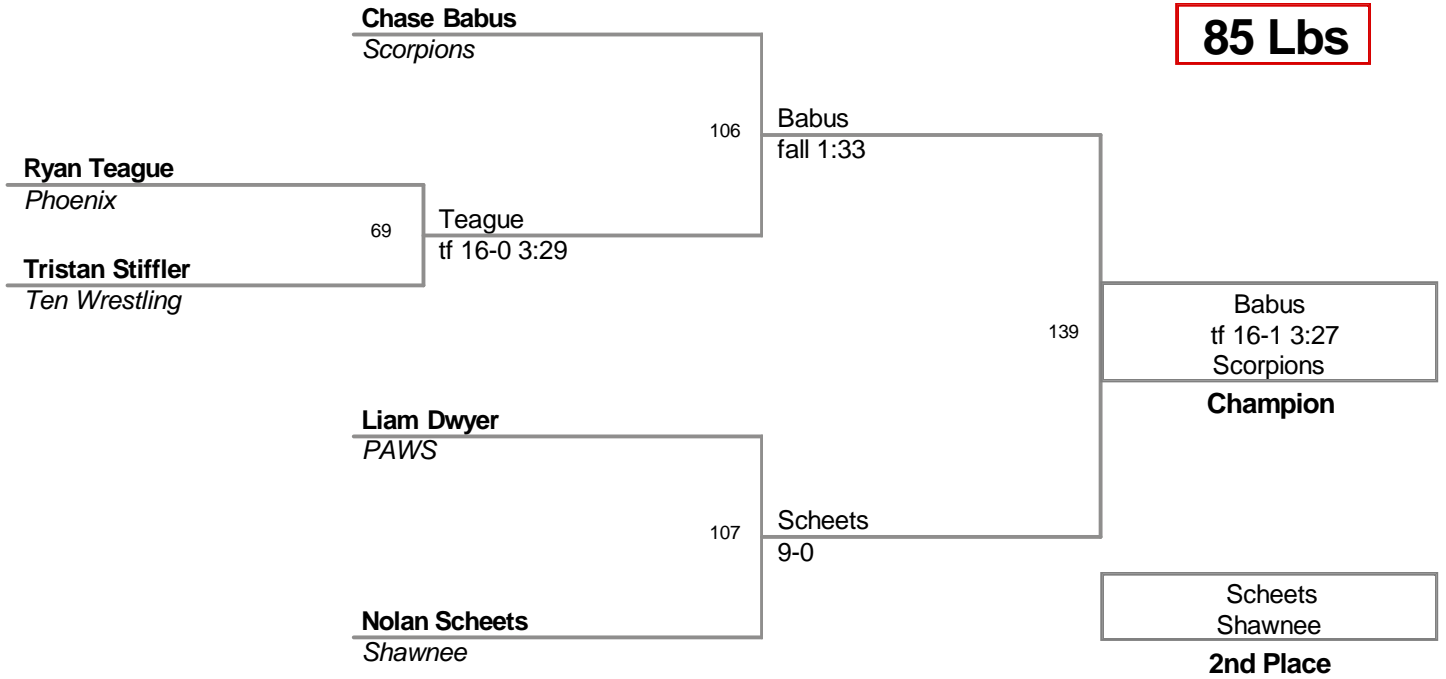 Chase Babus
Scorpions
85 Lbs
106
Babus
fall 1:33
Ryan Teague
Phoenix
69
Teague
tf 16-0 3:29
Tristan Stiffler
Ten Wrestling
139
Babus
tf 16-1 3:27
Scorpions
Champion
Liam Dwyer
PAWS
107
Scheets
9-0
Nolan Scheets
Shawnee
Scheets
Shawnee
2nd Place